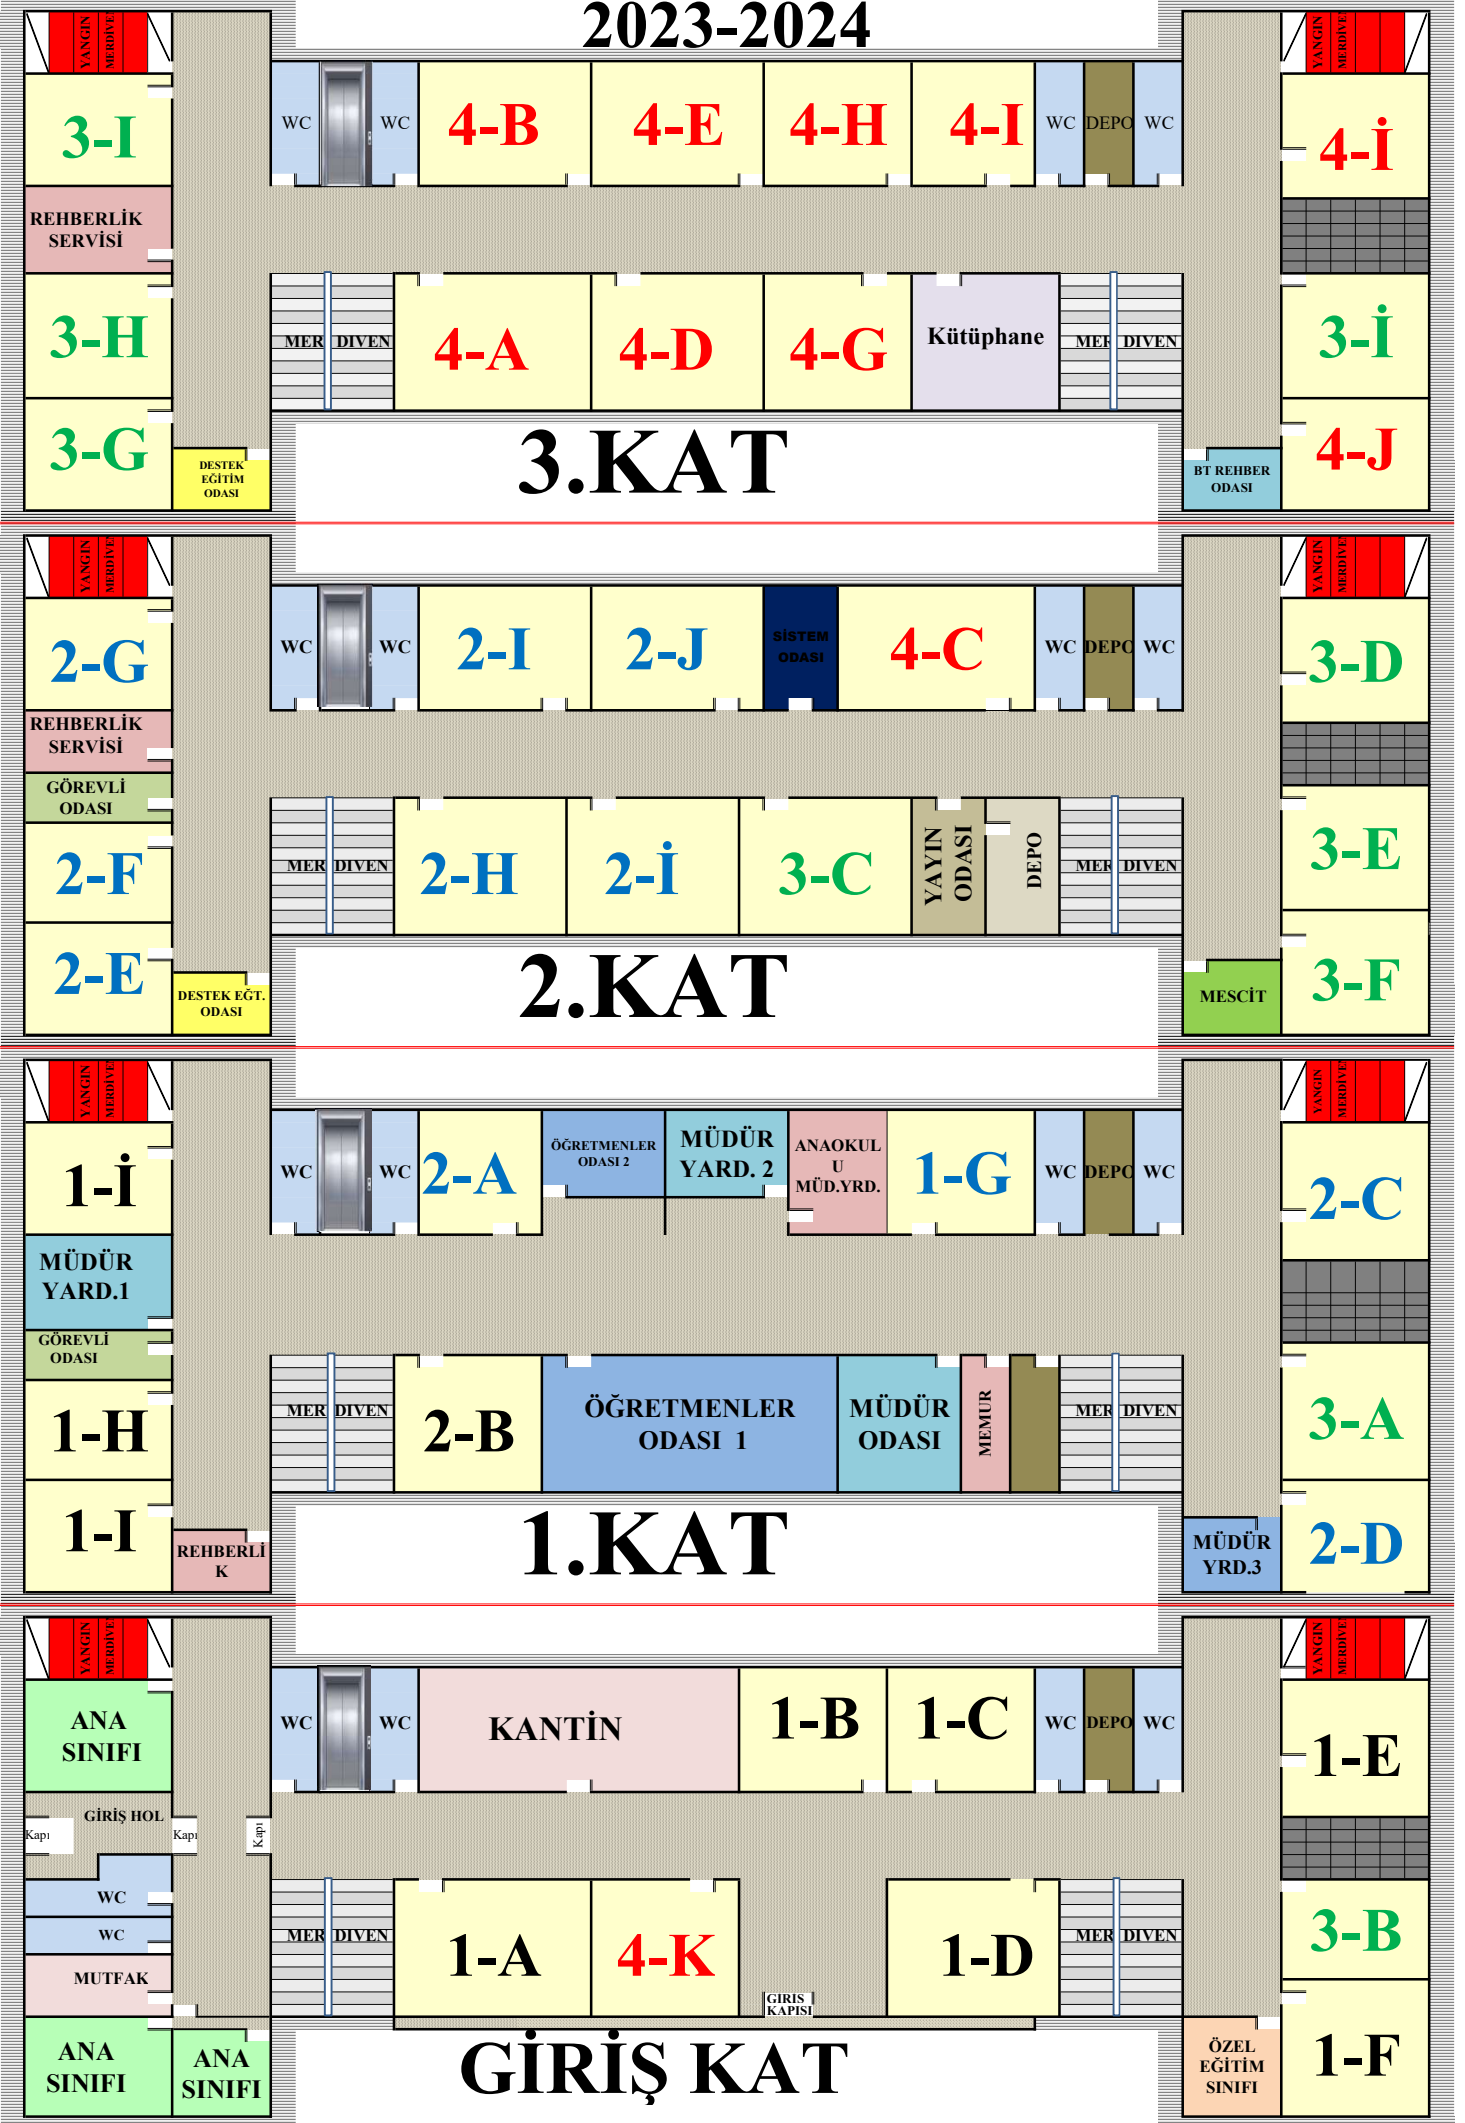 2023-2024
YANGIN
MERDİVEN
YANGIN
MERDİVEN
3-I
WC
WC
4-B
4-E
4-H
4-I
WC
DEPO
WC
4-İ
REHBERLİK
SERVİSİ
3-H
MER DIVEN
4-A
4-D
4-G
Kütüphane
MER DIVEN
3-İ
3-G
DESTEK
EĞİTİM
ODASI
3.KAT
BT REHBER
ODASI
4-J
YANGIN
MERDİVEN
YANGIN
MERDİVEN
2-G
WC
WC
2-I
2-J
SİSTEM
ODASI
4-C
WC
DEPO
WC
3-D
REHBERLİK
SERVİSİ
GÖREVLİ
ODASI
2-F
MER DIVEN
2-H
2-İ
3-C
YAYIN
ODASI
DEPO
MER DIVEN
3-E
2-E
DESTEK EĞT.
ODASI
2.KAT
MESCİT
3-F
YANGIN
MERDİVEN
YANGIN
MERDİVEN
1-İ
WC
WC
2-A
ÖĞRETMENLER
ODASI 2
MÜDÜR
YARD. 2
ANAOKUL
U
MÜD.YRD.
1-G
WC
DEPO
WC
2-C
MÜDÜR
YARD.1
GÖREVLİ
ODASI
1-H
MER DIVEN
2-B
ÖĞRETMENLER
ODASI 1
MÜDÜR
ODASI
MEMUR
MER DIVEN
3-A
1-I
REHBERLİ
K
1.KAT
MÜDÜR
YRD.3
2-D
YANGIN
MERDİVEN
YANGIN
MERDİVEN
ANA
SINIFI
WC
WC
KANTİN
1-B
1-C
WC
DEPO
WC
1-E
GİRİŞ HOL
Kapı
Kapı
Kapı
WC
WC
MUTFAK
MER DIVEN
1-A
4-K
GIRIS
KAPISI
1-D
MER DIVEN
3-B
ANA
SINIFI
ANA
SINIFI
GİRİŞ KAT
ÖZEL
EĞİTİM
SINIFI
1-F